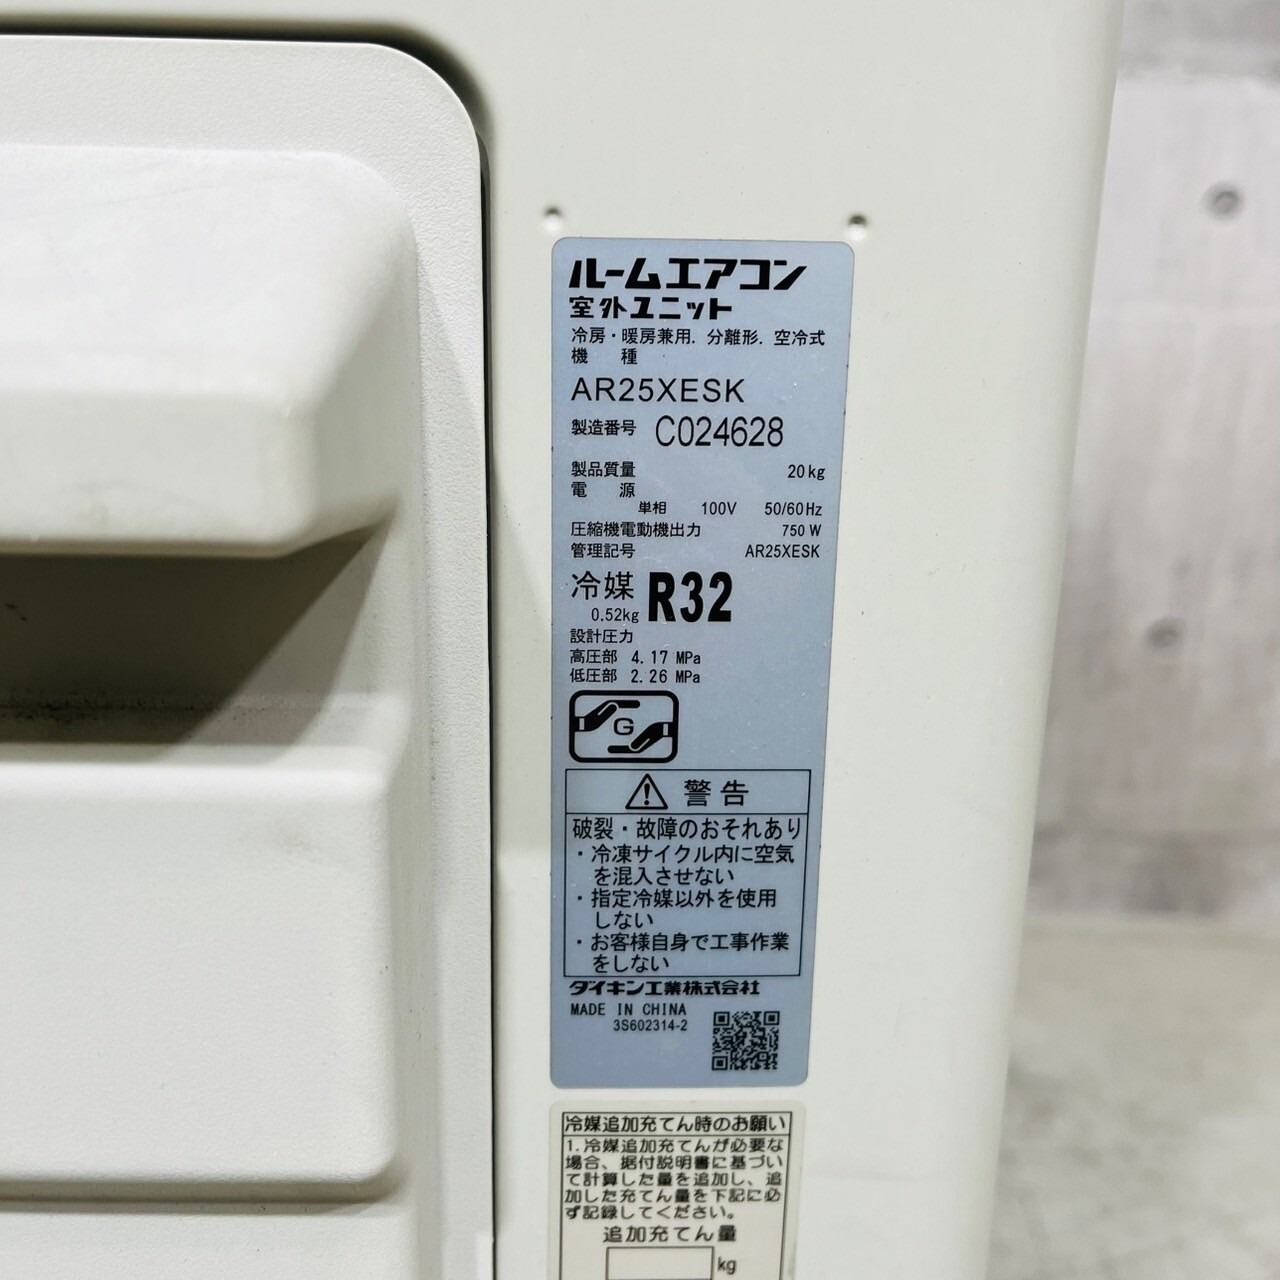 ルームエアコン
室外ユニット
冷房・暖房兼用. 分離形. 空冷式
機 種
AR25XESK
製造番号 C024628
製品質量 20kg
電 源
単相 100V 50/60Hz
圧縮機電動機出力 750W
管理記号 AR25XESK
冷媒 R32
0.52kg
設計圧力
高圧部 4.17 MPa
低圧部 2.26 MPa
G
警告
破裂・故障のおそれあり
・冷凍サイクル内に空気
を混入させない
・指定冷媒以外を使用
しない
・お客様自身で工事作業
をしない
ダイキン工業株式会社
MADE IN CHINA
3S602314-2
冷媒追加充てん時のお願い
1.冷媒追加充てんが必要な
場合、据付説明書に基づい
て計算した量を追加し、追
加した充てん量を下記に必
ず記録してください。
追加充てん量
kg